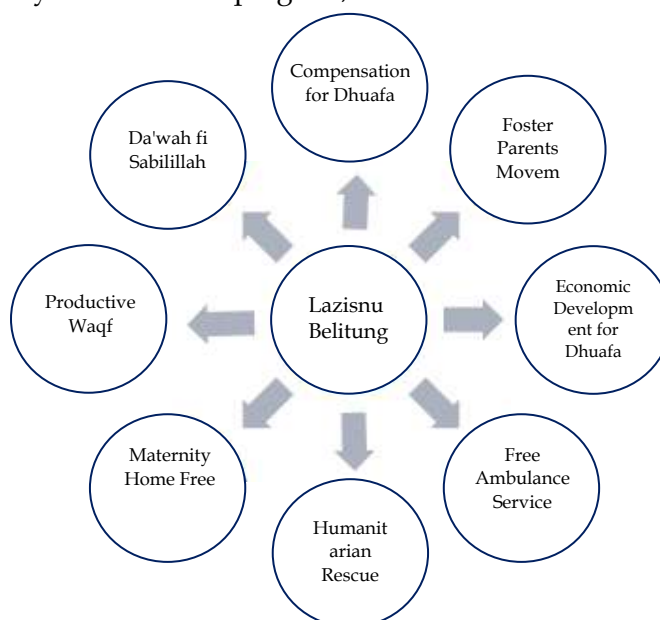 Compensation
for Dhuafa
Foster
Parents
Movem
Economic
Developm
ent for
Dhuafa
Free
Ambulance
Service
Humanit
arian
Rescue
Maternity
Home Free
Productive
Waqf
Da'wah fi
Sabilillah
Lazisnu
Belitung